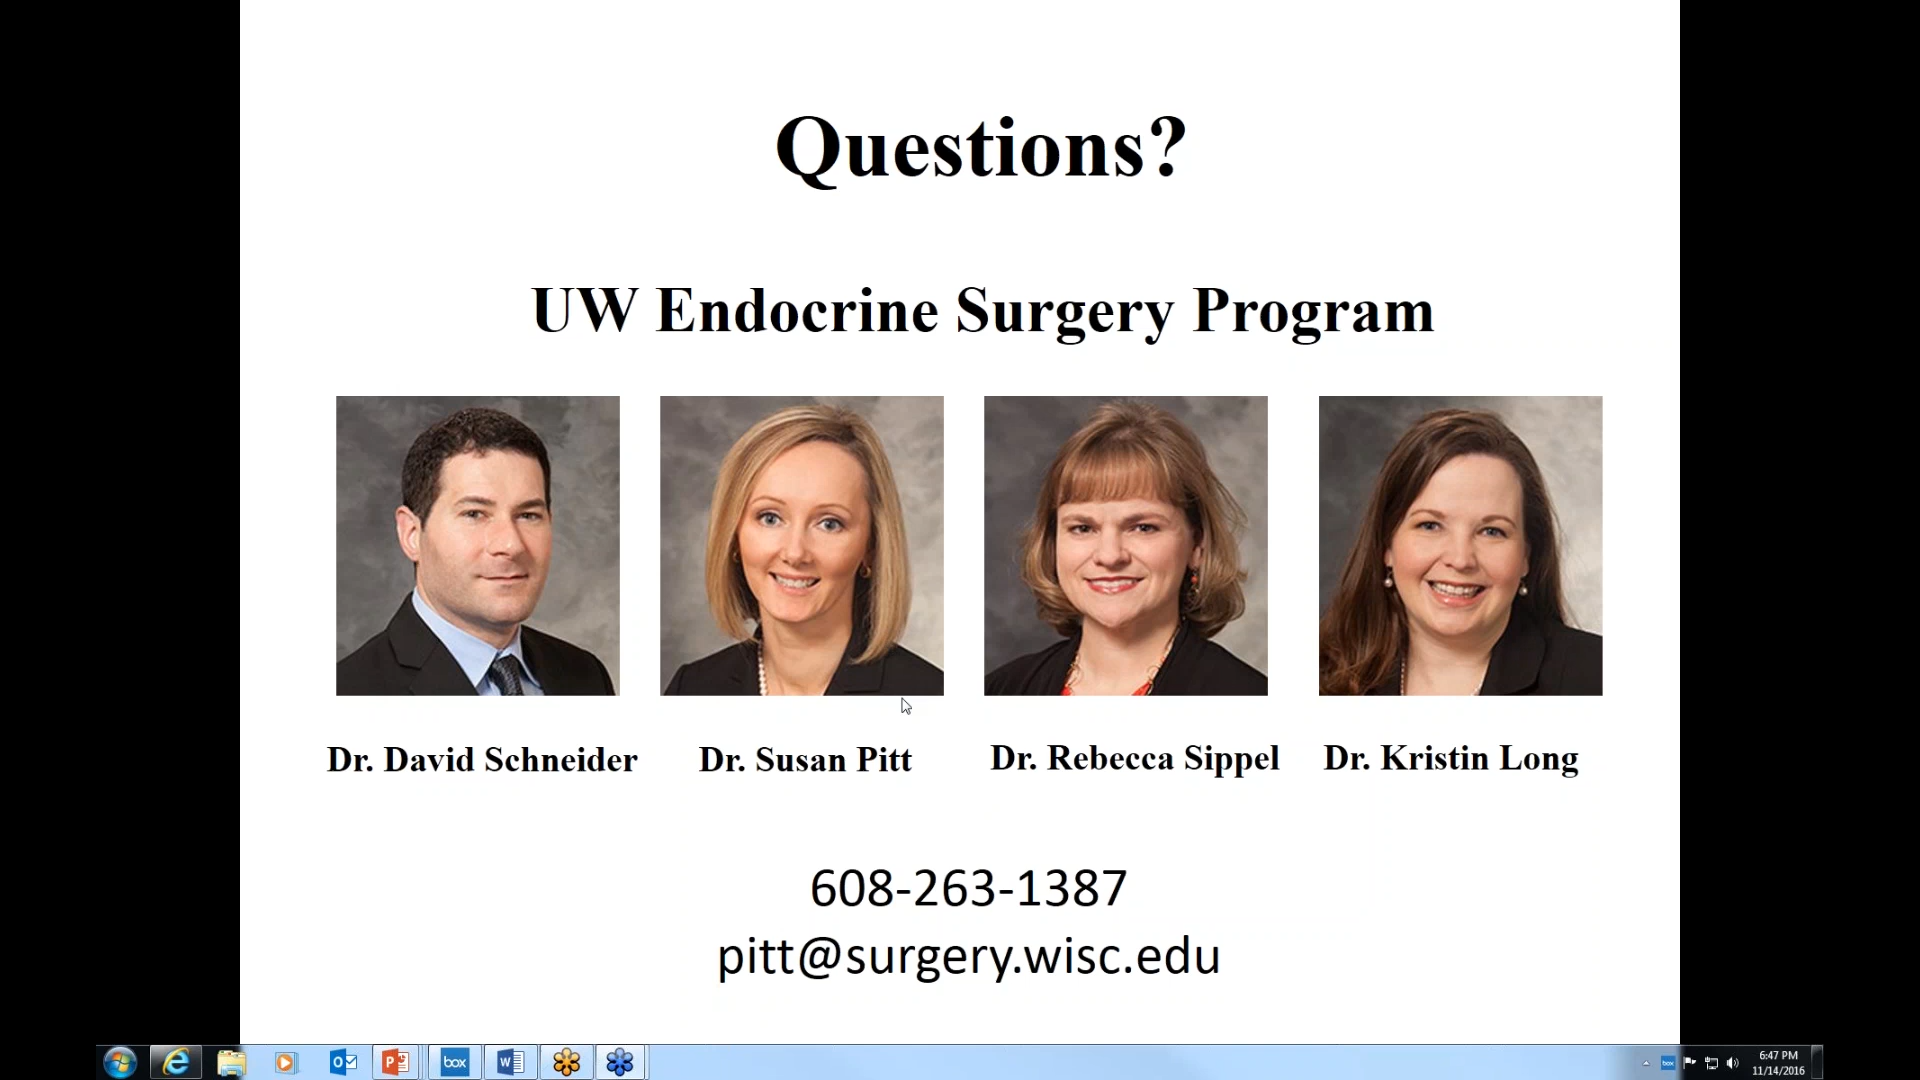 Questions?
UW Endocrine Surgery Program
Dr. David Schneider
Dr. Susan Pitt
Dr. Rebecca Sippel
Dr. Kristin Long
608-263-1387
pitt@surgery.wisc.edu
box
6:47 PM
11/14/2016